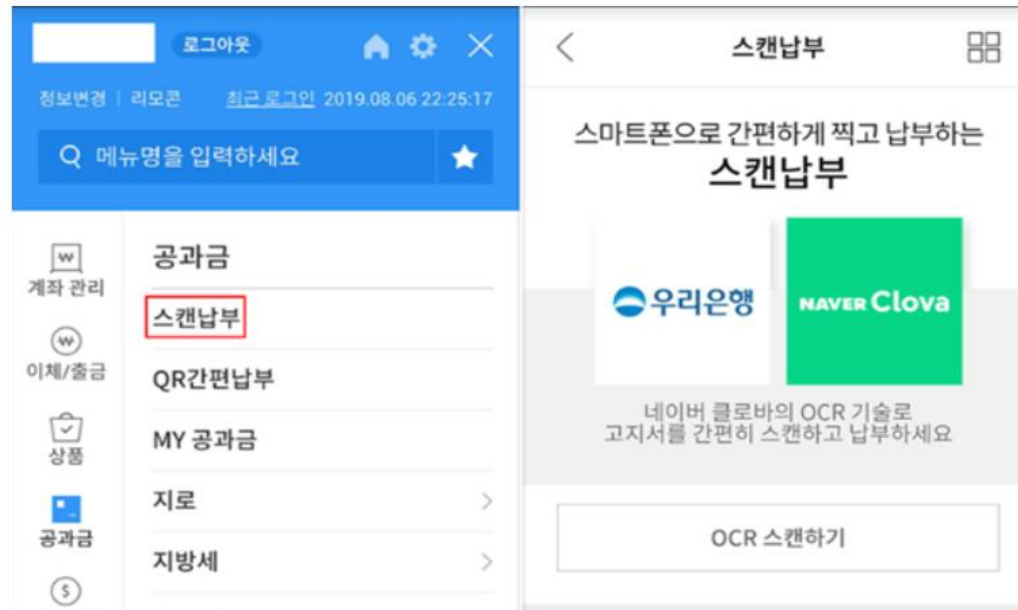 로그아웃
정보변경 | 리모콘 최근 로그인 2019.08.06 22:25:17
메뉴명을 입력하세요
계좌 관리
이체/출금
상품
공과금
공과금
스캔납부
QR간편납부
MY 공과금
지로
지방세
스캔납부
스마트폰으로 간편하게 찍고 납부하는
스캔납부
우리은행
NAVER Clova
네이버 클로바의 OCR 기술로
고지서를 간편히 스캔하고 납부하세요
OCR 스캔하기